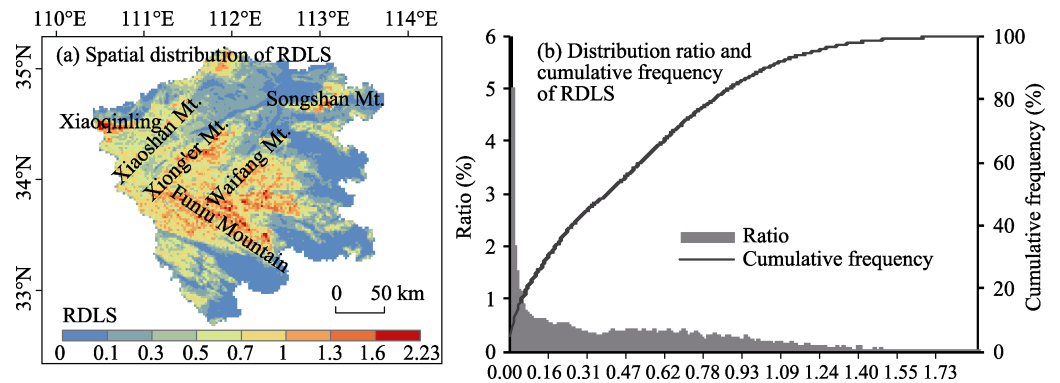 110°E 111°E 112°E 113°E 114°E
35°N
34°N
33°N
(a) Spatial distribution of RDLS
Songshan Mt.
Xiaoqinling
Xiaoshan Mt.
Xiong'er Mt.
Waifang Mt.
Funiu Mountain
0 50 km
RDLS
0 0.1 0.3 0.5 0.7 1 1.3 1.6 2.23
(b) Distribution ratio and
cumulative frequency
of RDLS
Ratio (%)
6
5
4
3
2
1
0
Ratio
Cumulative frequency
100
80
60
40
20
0
Cumulative frequency (%)
0.00 0.16 0.31 0.47 0.62 0.78 0.93 1.09 1.24 1.40 1.55 1.73